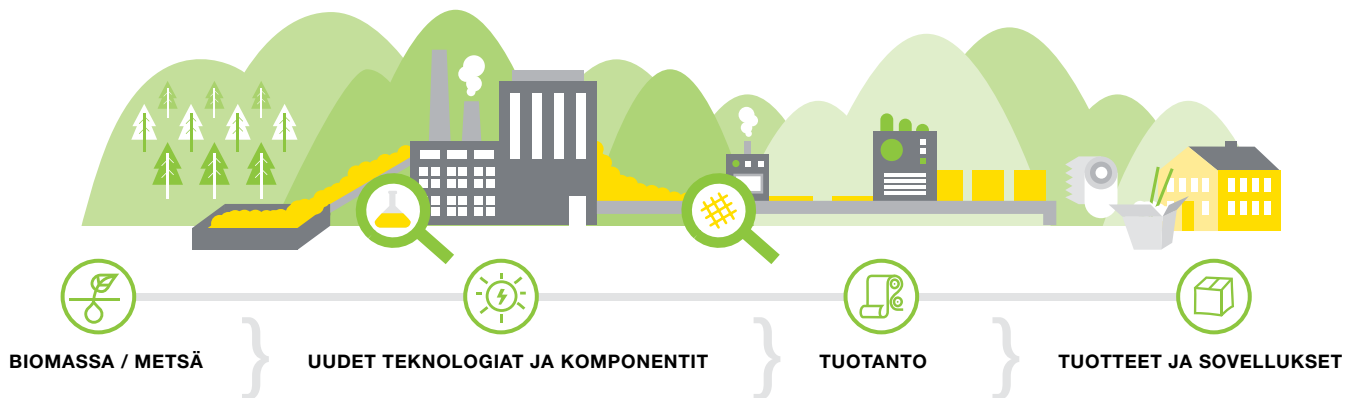 BIOMASSA / METSÄ
UUDET TEKNOLOGIAT JA KOMPONENTIT
TUOTANTO
TUOTTEET JA SOVELLUKSET